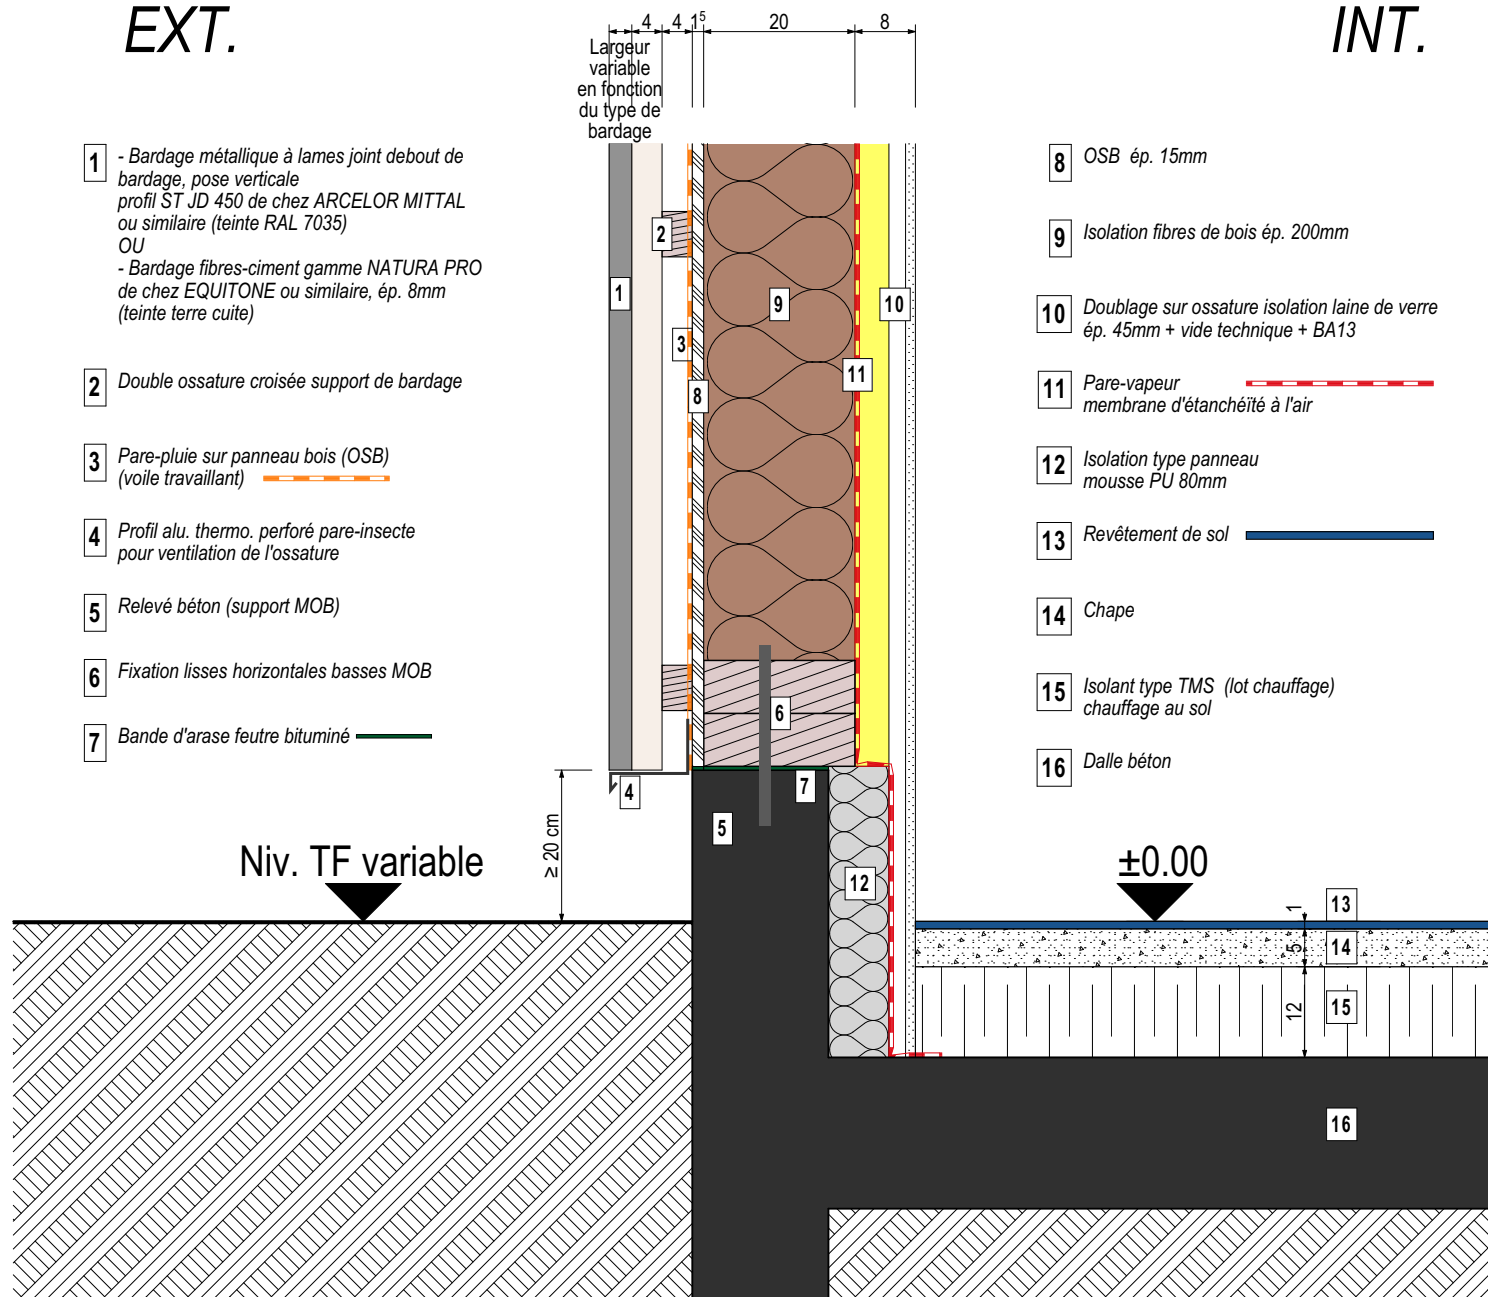 EXT.
INT.
4
4
1⁵
20
8
Largeur
variable
en fonction
du type de
bardage
1
- Bardage métallique à lames joint debout de
bardage, pose verticale
profil ST JD 450 de chez ARCELOR MITTAL
ou similaire (teinte RAL 7035)
OU
- Bardage fibres-ciment gamme NATURA PRO
de chez EQUITONE ou similaire, ép. 8mm
(teinte terre cuite)
2
Double ossature croisée support de bardage
3
Pare-pluie sur panneau bois (OSB)
(voile travaillant)
4
Profil alu. thermo. perforé pare-insecte
pour ventilation de l'ossature
5
Relevé béton (support MOB)
6
Fixation lisses horizontales basses MOB
7
Bande d'arase feutre bituminé
2
1
9
10
3
11
8
6
7
4
5
12
8
OSB ép. 15mm
9
Isolation fibres de bois ép. 200mm
10
Doublage sur ossature isolation laine de verre
ép. 45mm + vide technique + BA13
11
Pare-vapeur
membrane d'étanchéïté à l'air
12
Isolation type panneau
mousse PU 80mm
13
Revêtement de sol
14
Chape
15
Isolant type TMS (lot chauffage)
chauffage au sol
16
Dalle béton
≥ 20 cm
Niv. TF variable
±0.00
1
13
5
14
12
15
16